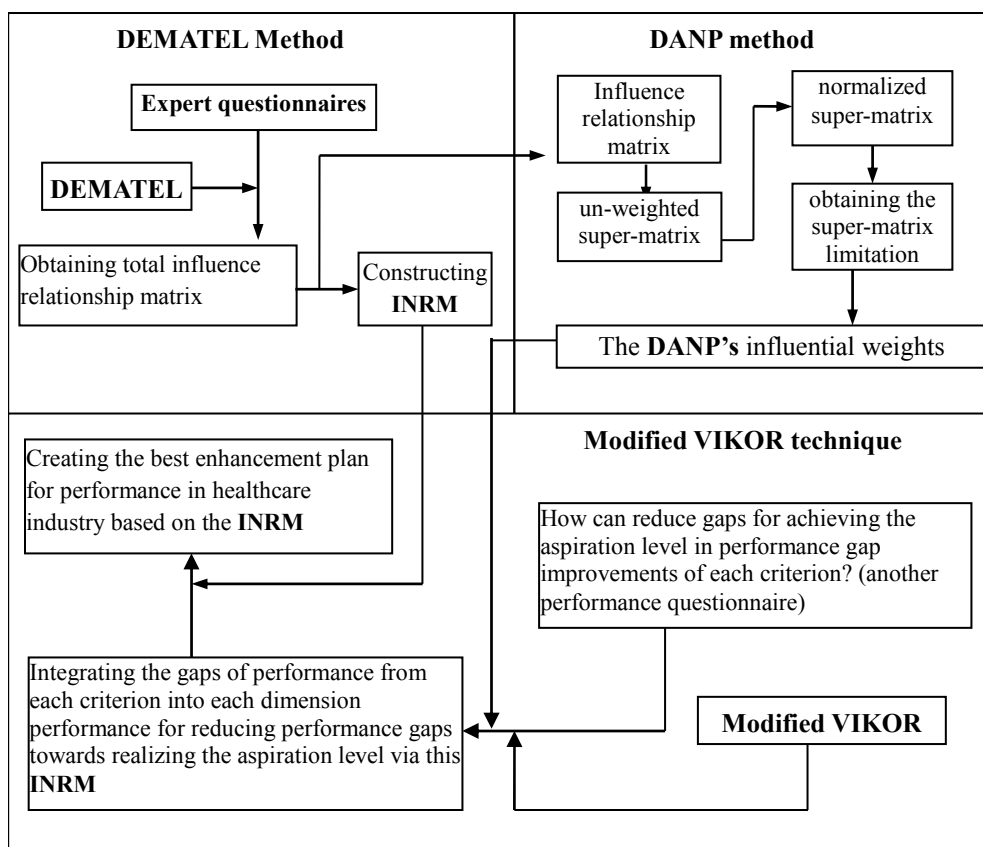 DEMATEL Method
Expert questionnaires
DEMATEL
Obtaining total influence
relationship matrix
Constructing
INRM
DANP method
Influence
relationship
matrix
un-weighted
super-matrix
normalized
super-matrix
obtaining the
super-matrix
limitation
The DANP's influential weights
Modified VIKOR technique
Creating the best enhancement plan
for performance in healthcare
industry based on the INRM
How can reduce gaps for achieving the
aspiration level in performance gap
improvements of each criterion? (another
performance questionnaire)
Integrating the gaps of performance from
each criterion into each dimension
performance for reducing performance gaps
towards realizing the aspiration level via this
INRM
Modified VIKOR